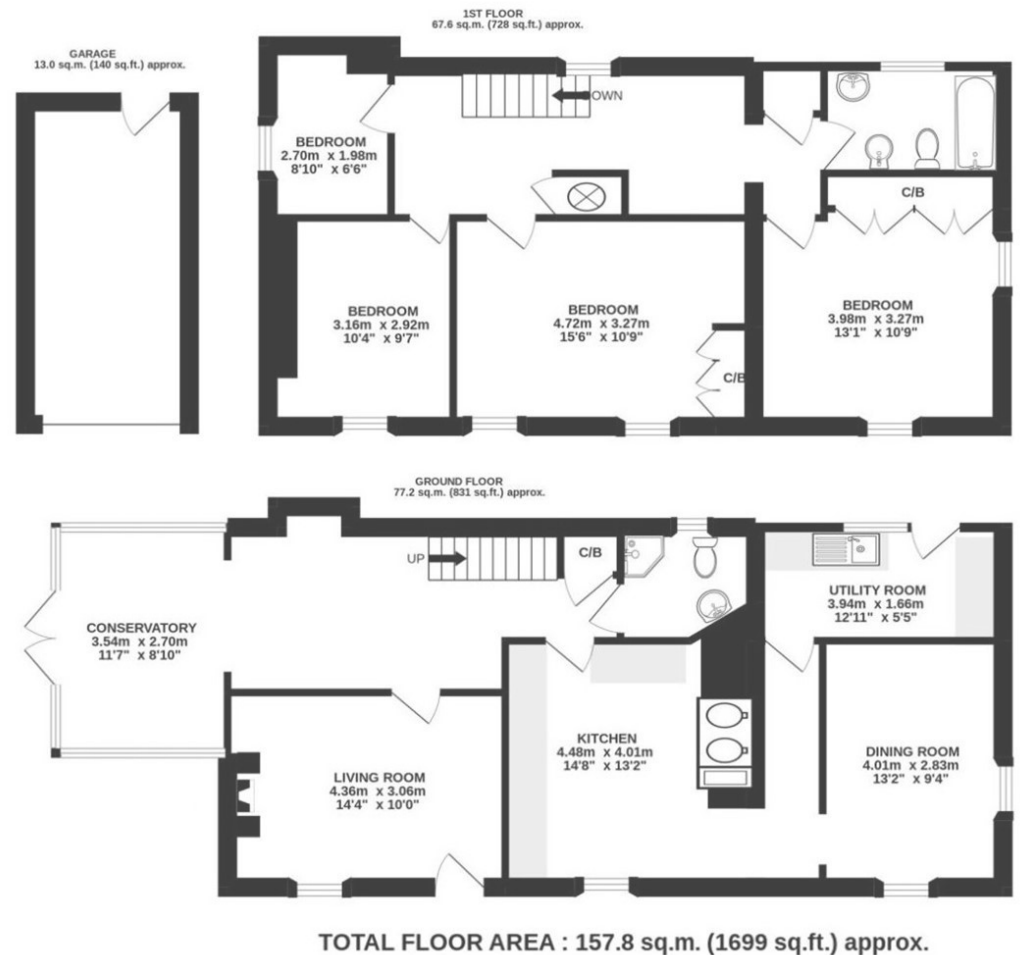 1ST FLOOR
67.6 sq.m. (728 sq.ft.) approx.
GARAGE
13.0 sq.m. (140 sq.ft.) approx.
DOWN
BEDROOM
2.70m x 1.98m
8'10" x 6'6"
C/B
BEDROOM
3.16m x 2.92m
10'4" x 9'7"
BEDROOM
4.72m x 3.27m
15'6" x 10'9"
BEDROOM
3.98m x 3.27m
13'1" x 10'9"
C/B
GROUND FLOOR
77.2 sq.m. (831 sq.ft.) approx.
UP
C/B
CONSERVATORY
3.54m x 2.70m
11'7" x 8'10"
UTILITY ROOM
3.94m x 1.66m
12'11" x 5'5"
LIVING ROOM
4.36m x 3.06m
14'4" x 10'0"
KITCHEN
4.48m x 4.01m
14'8" x 13'2"
DINING ROOM
4.01m x 2.83m
13'2" x 9'4"
TOTAL FLOOR AREA : 157.8 sq.m. (1699 sq.ft.) approx.